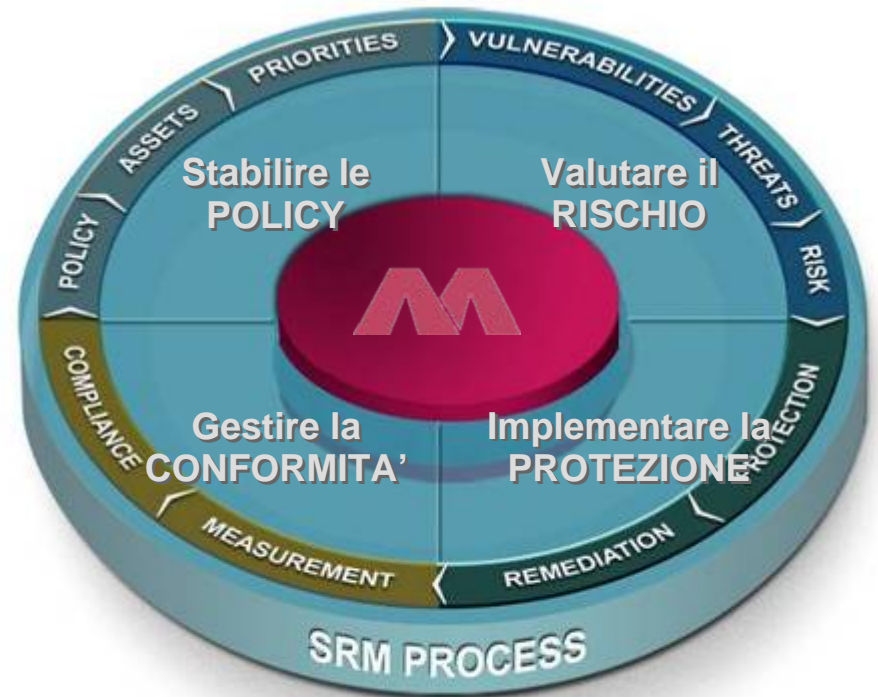 POLICY
ASSETS
PRIORITIES
VULNERABILITIES
THREATS
RISK
PROTECTION
REMEDIATION
MEASUREMENT
COMPLIANCE
Stabilire le
POLICY
Valutare il
RISCHIO
Gestire la
CONFORMITA’
Implementare la
PROTEZIONE
SRM PROCESS